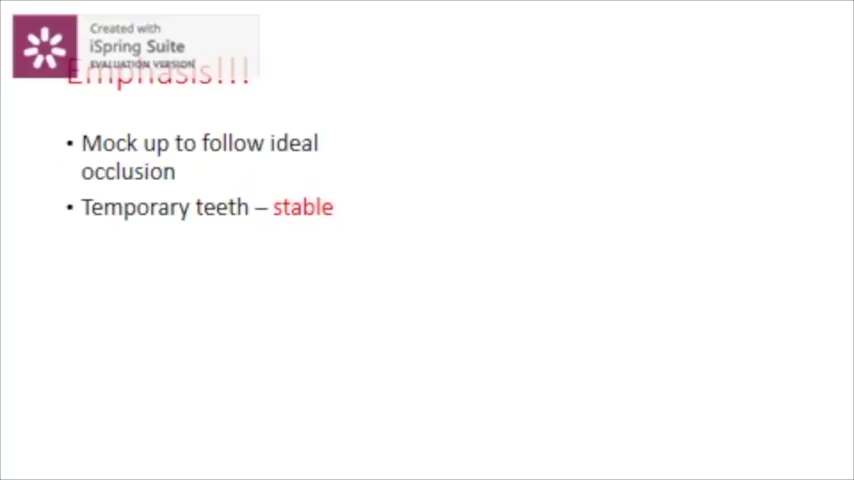 Created with
iSpring Suite
EVALUATION VERSION
Emphasis!!!
• Mock up to follow ideal
occlusion
• Temporary teeth – stable